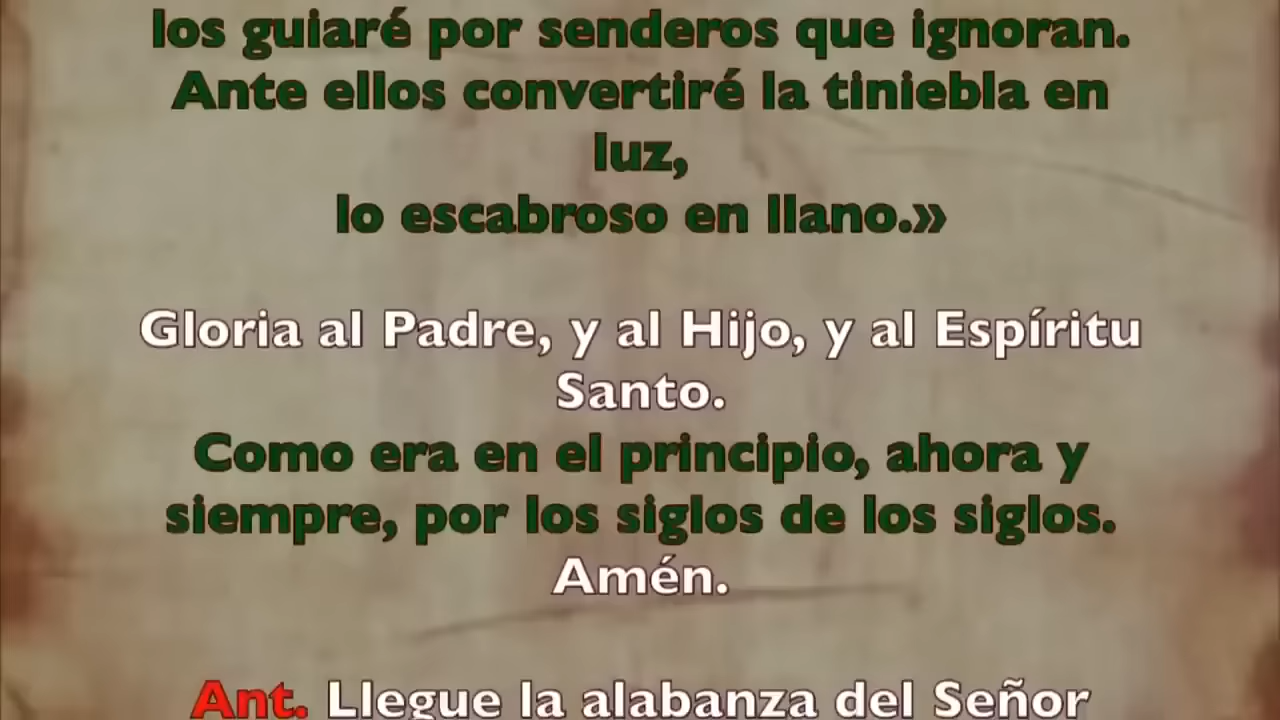 los guiaré por senderos que ignoran.
Ante ellos convertiré la tiniebla en
luz,
lo escabroso en llano.»
Gloria al Padre, y al Hijo, y al Espíritu
Santo.
Como era en el principio, ahora y
siempre, por los siglos de los siglos.
Amén.
Ant. Llegue la alabanza del Señor